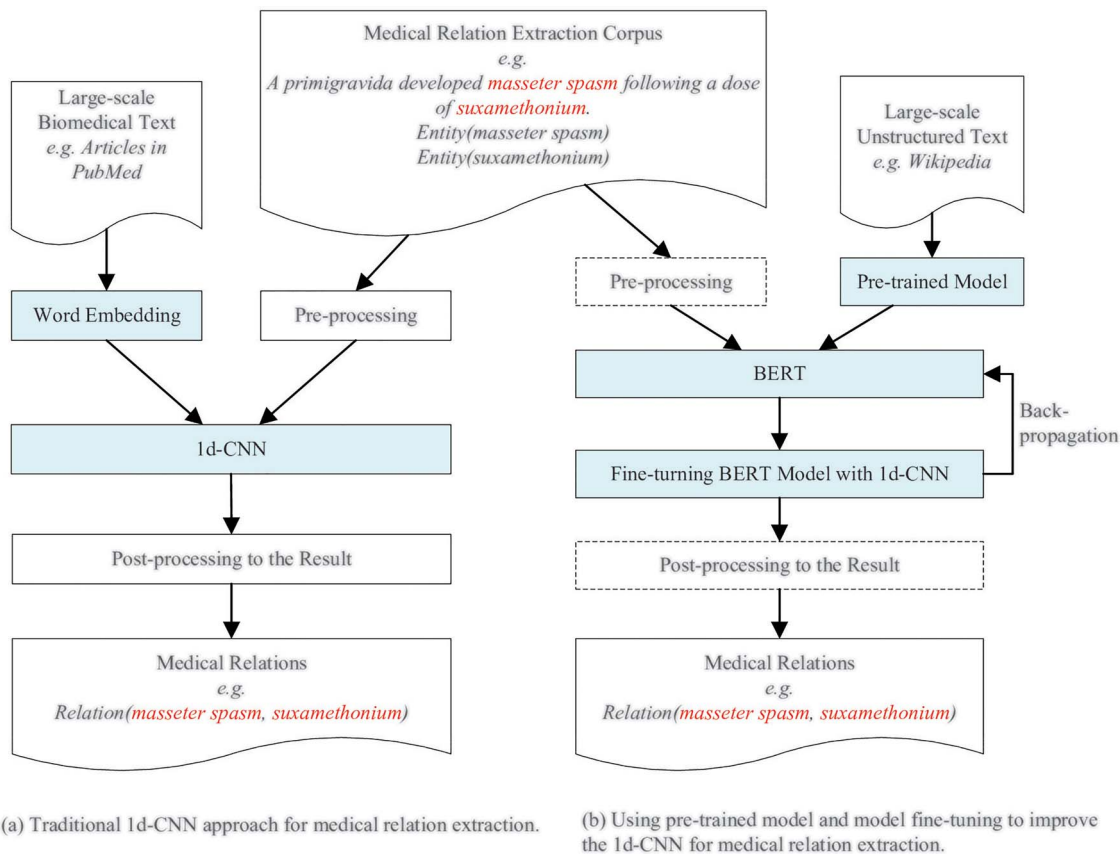 Medical Relation Extraction Corpus
e.g.
A primigravida developed masseter spasm following a dose
of suxamethonium.
Entity(masseter spasm)
Entity(suxamethonium)
Large-scale
Biomedical Text
e.g. Articles in
PubMed
Large-scale
Unstructured Text
e.g. Wikipedia
Word Embedding
Pre-processing
Pre-processing
Pre-trained Model
1d-CNN
BERT
Back-
propagation
Fine-turning BERT Model with 1d-CNN
Post-processing to the Result
Post-processing to the Result
Medical Relations
e.g.
Relation(masseter spasm, suxamethonium)
Medical Relations
e.g.
Relation(masseter spasm, suxamethonium)
(a) Traditional 1d-CNN approach for medical relation extraction.
(b) Using pre-trained model and model fine-tuning to improve
the 1d-CNN for medical relation extraction.